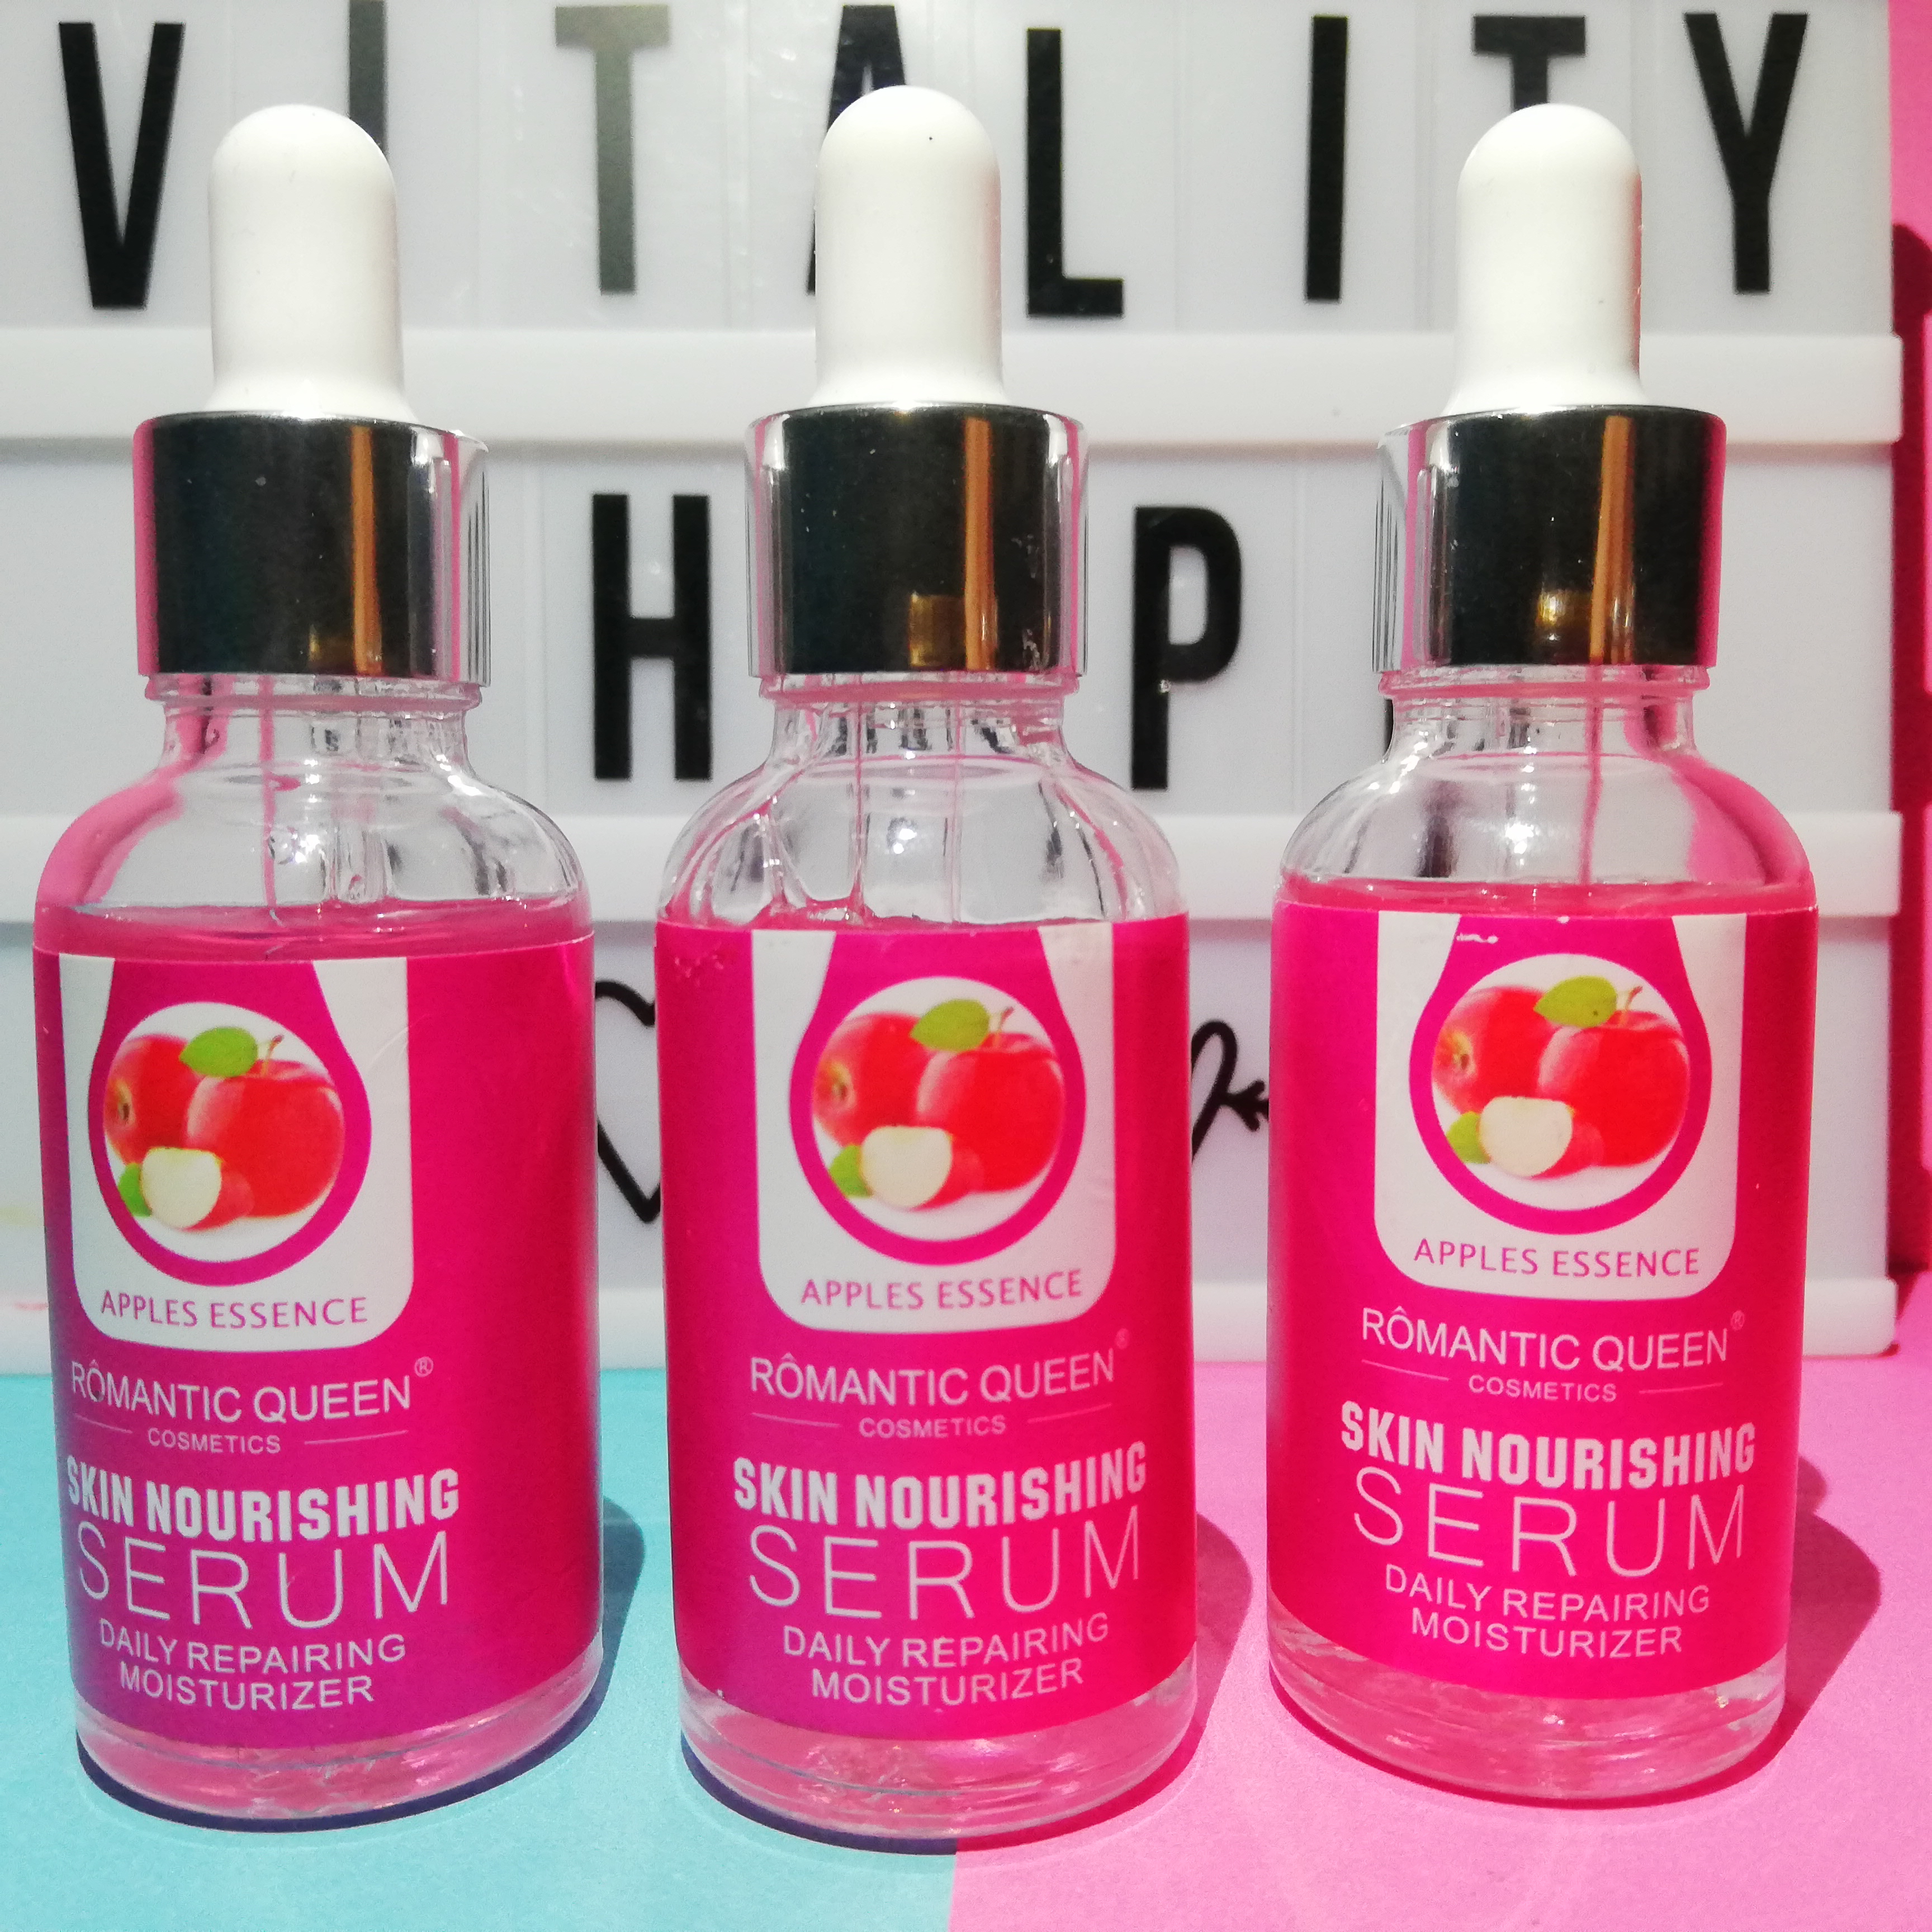 VITALITY
H P
APPLES ESSENCE
RÔMANTIC QUEEN®
COSMETICS
SKIN NOURISHING
SERUM
DAILY REPAIRING
MOISTURIZER
APPLES ESSENCE
RÔMANTIC QUEEN®
COSMETICS
SKIN NOURISHING
SERUM
DAILY REPAIRING
MOISTURIZER
APPLES ESSENCE
RÔMANTIC QUEEN®
COSMETICS
SKIN NOURISHING
SERUM
DAILY REPAIRING
MOISTURIZER